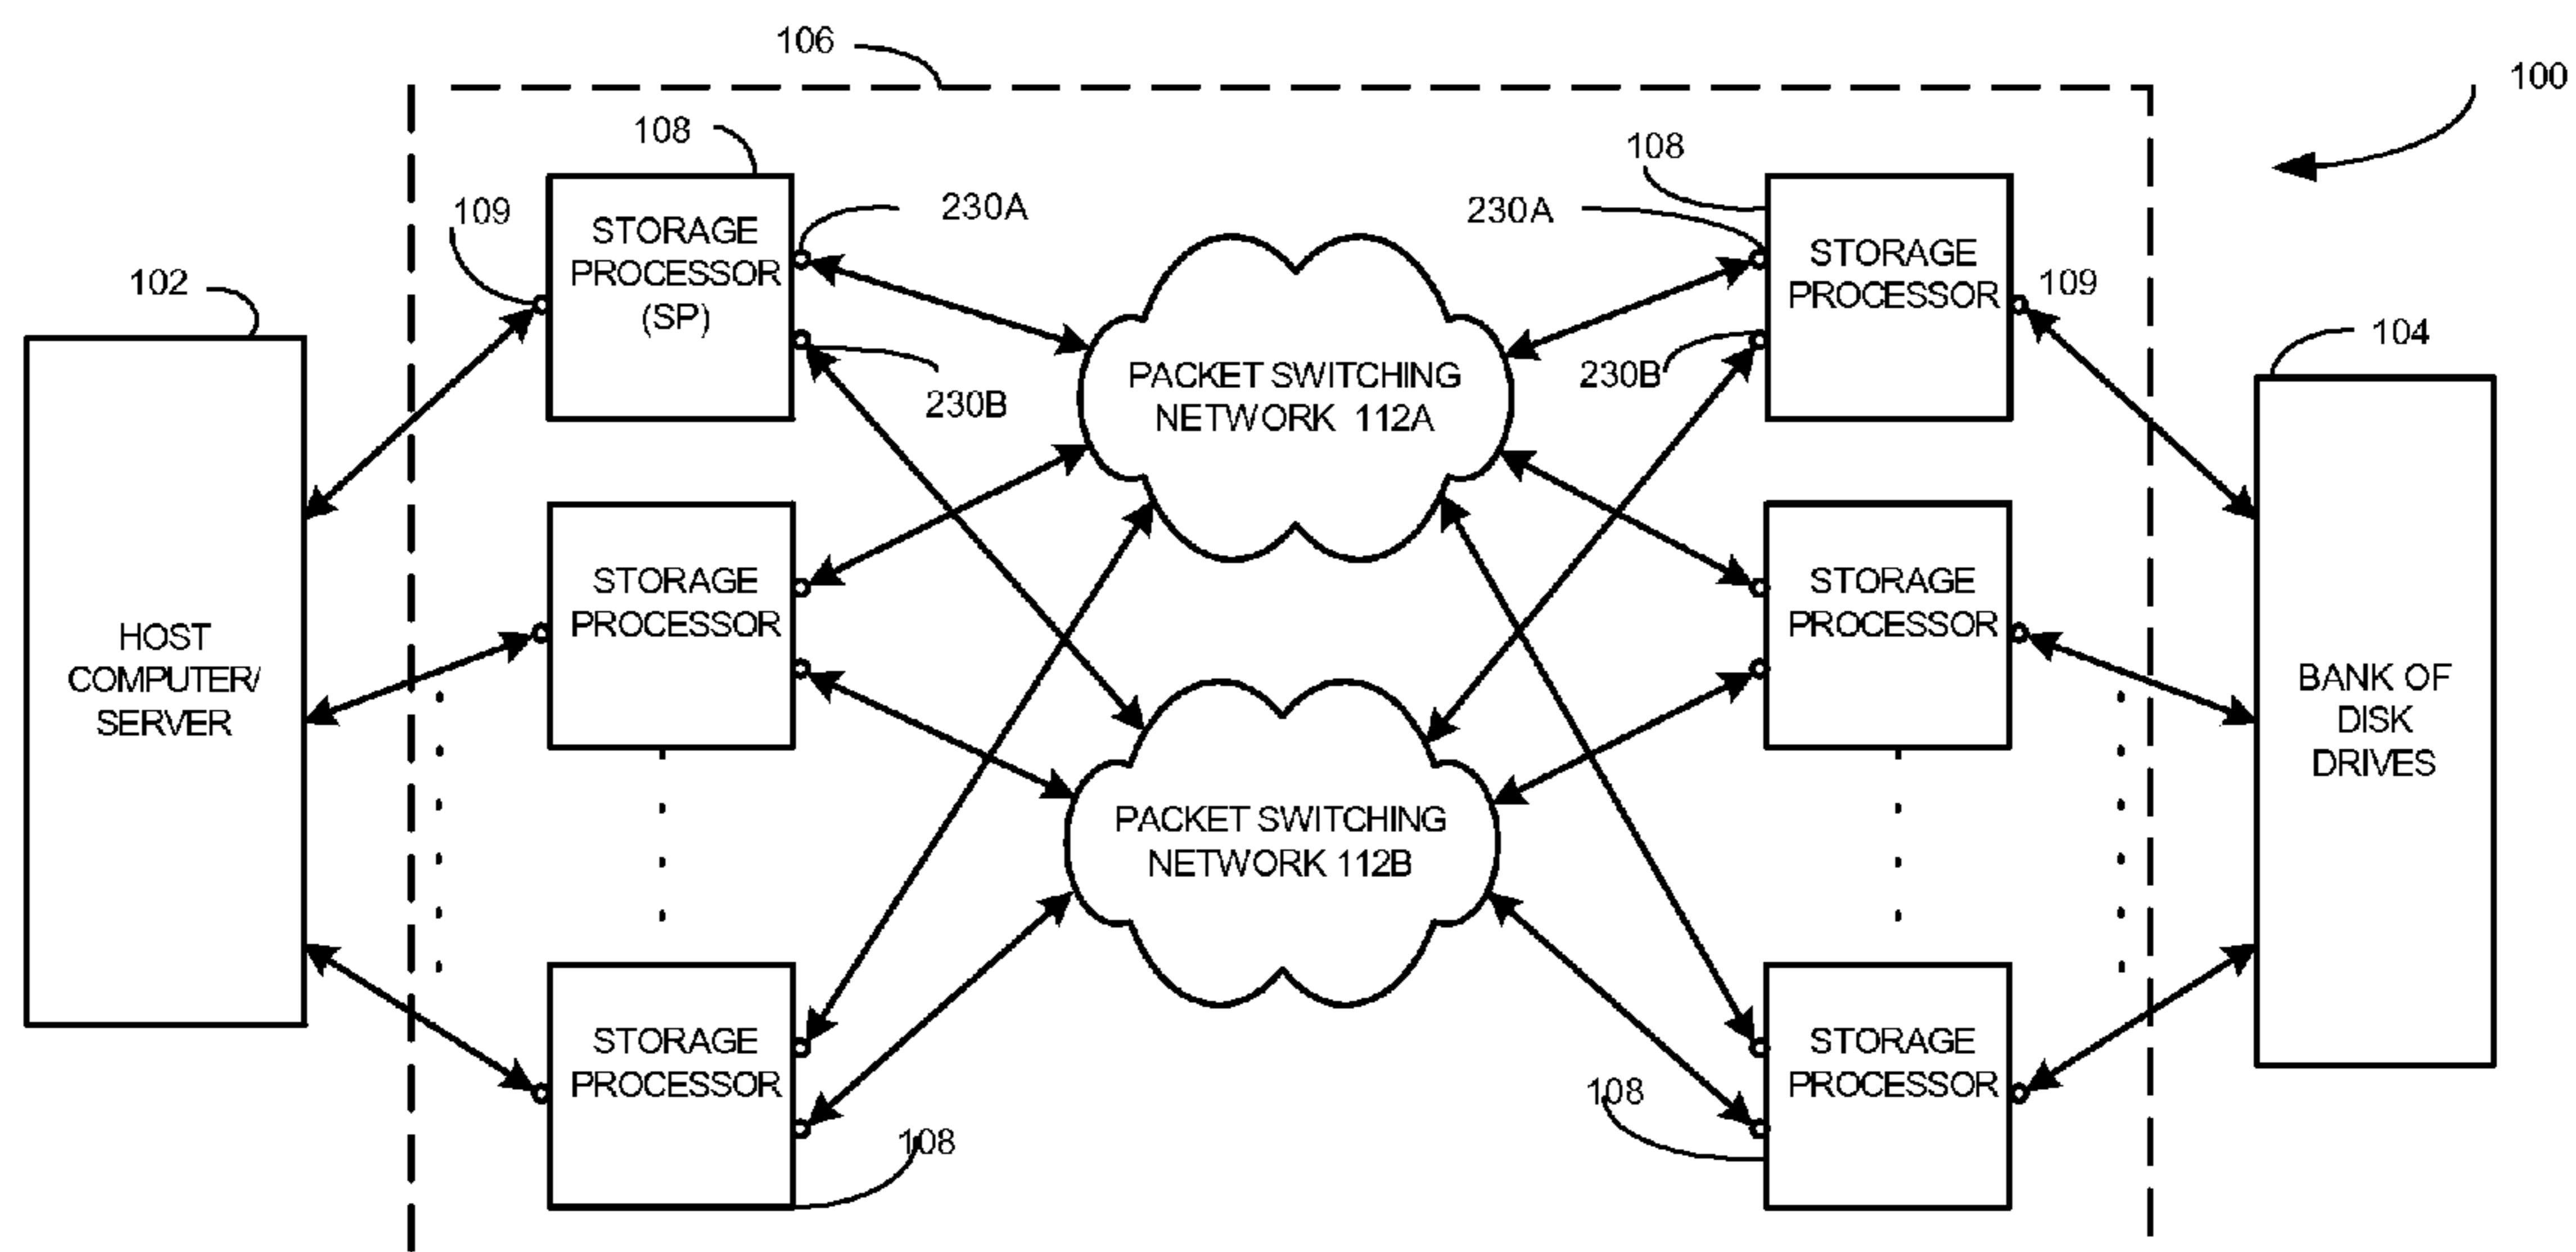 106
100
108
108
109
230A
230A
STORAGE
PROCESSOR
(SP)
STORAGE
PROCESSOR
109
102
104
230B
230B
PACKET SWITCHING
NETWORK 112A
HOST
COMPUTER/
SERVER
STORAGE
PROCESSOR
STORAGE
PROCESSOR
BANK OF
DISK
DRIVES
PACKET SWITCHING
NETWORK 112B
STORAGE
PROCESSOR
STORAGE
PROCESSOR
108
108